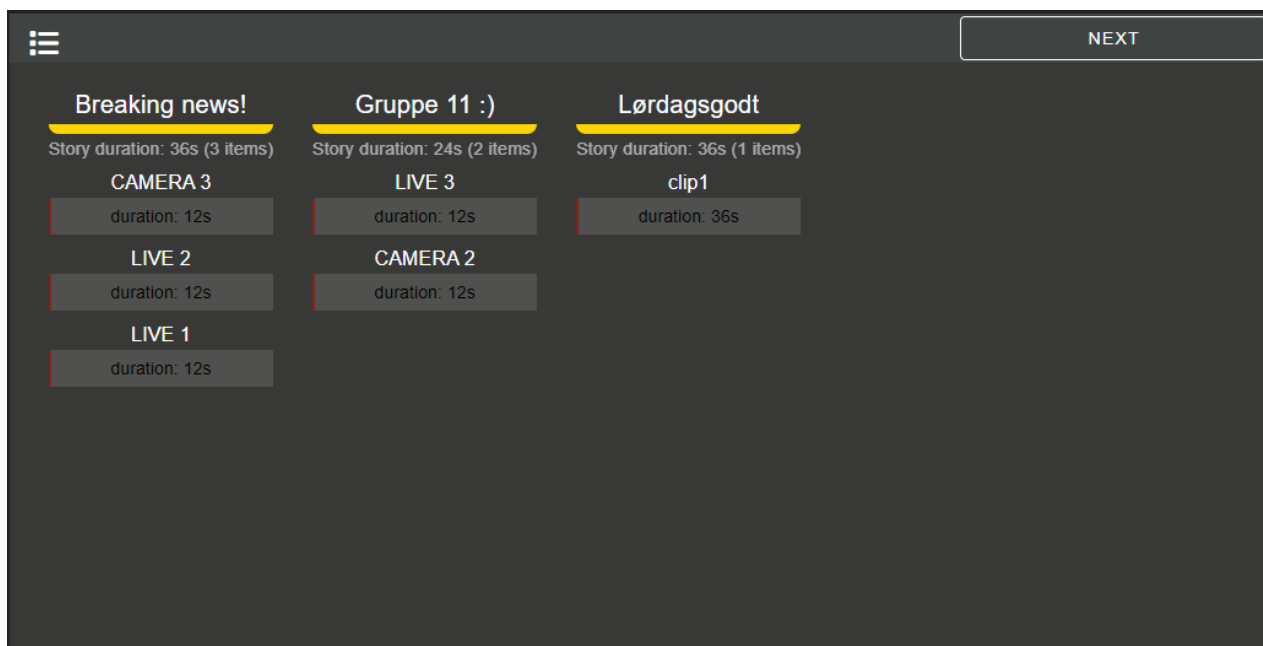 NEXT
Breaking news!
Story duration: 36s (3 items)
CAMERA 3
duration: 12s
LIVE 2
duration: 12s
LIVE 1
duration: 12s
Gruppe 11 :)
Story duration: 24s (2 items)
LIVE 3
duration: 12s
CAMERA 2
duration: 12s
Lørdagsgodt
Story duration: 36s (1 items)
clip1
duration: 36s